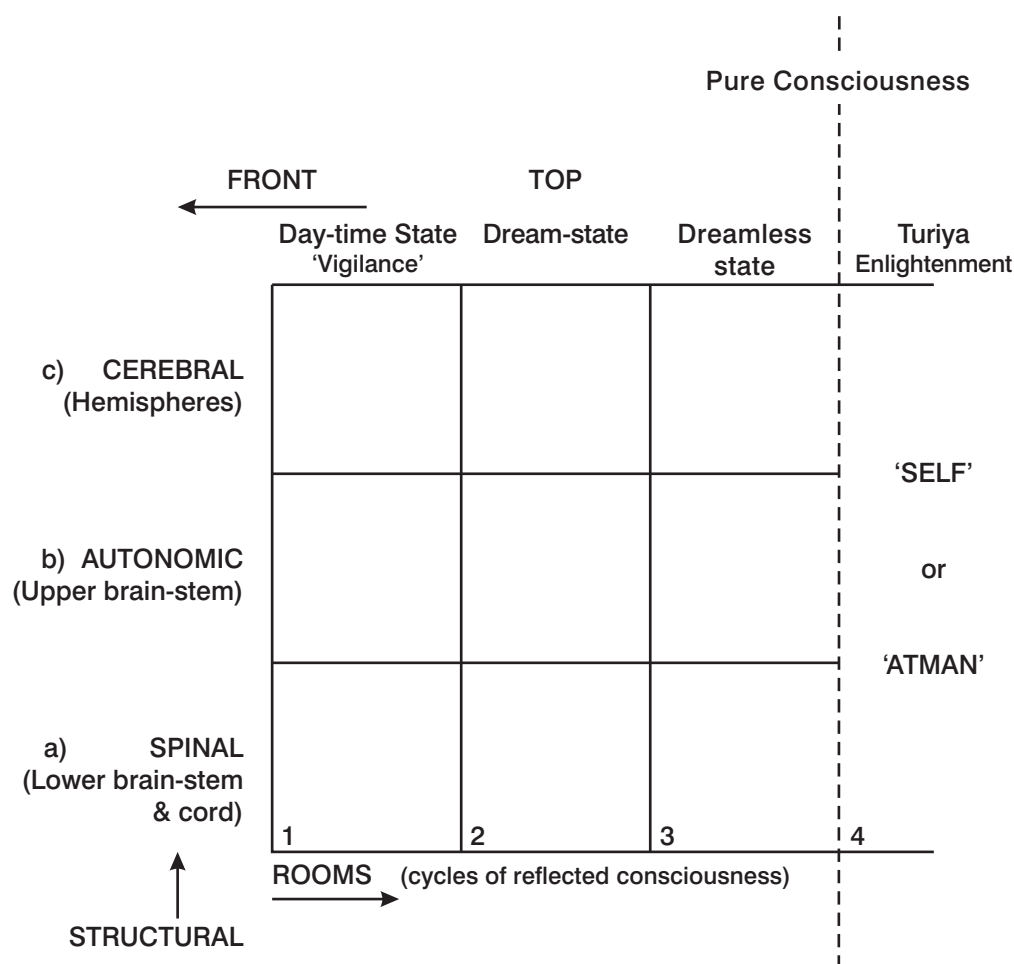 Pure Consciousness
FRONT TOP
Day-time State Dream-state Dreamless Turiya
‘Vigilance’ state Enlightenment
c) CEREBRAL
(Hemispheres)
‘SELF’
b) AUTONOMIC or
(Upper brain-stem)
‘ATMAN’
a) SPINAL
(Lower brain-stem
& cord)
1 2 3 4
ROOMS (cycles of reflected consciousness)
STRUCTURAL